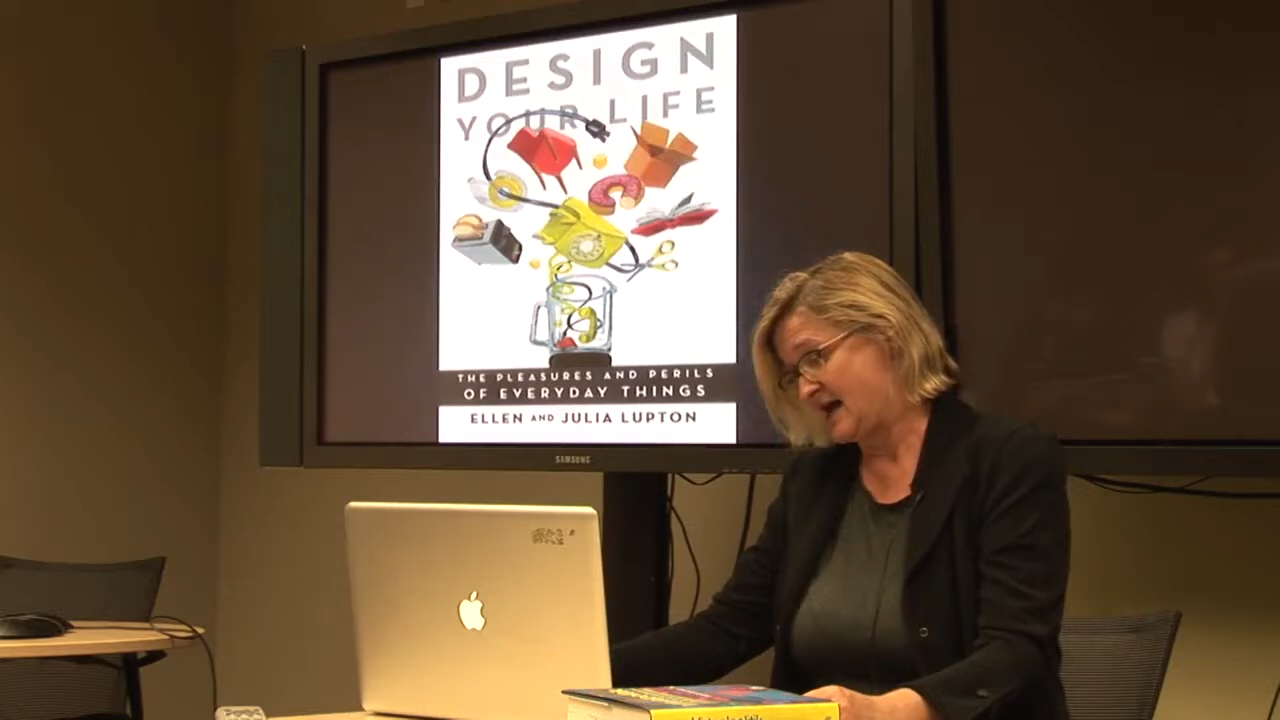 DESIGN
YOUR LIFE
THE PLEASURES AND PERILS
OF EVERYDAY THINGS
ELLEN AND JULIA LUPTON
SAMSUNG